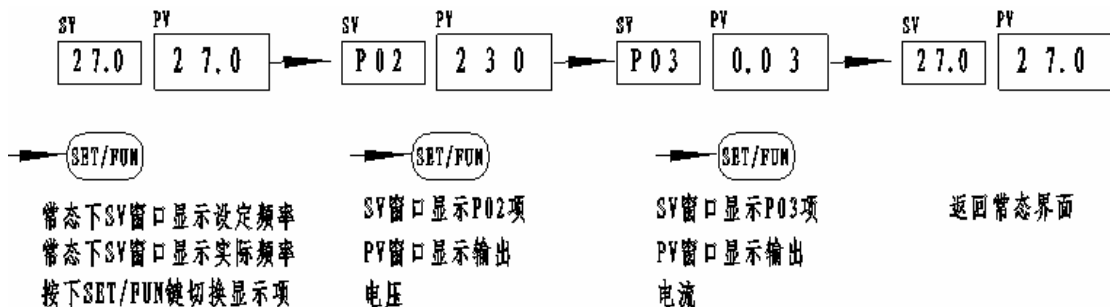 SV PV SV PV SV PV SV PV
27.0 27.0 P02 230 P03 0.03 27.0 27.0
SET/FUN SET/FUN SET/FUN
常态下SV窗口显示设定频率 SV窗口显示P02项 SV窗口显示P03项 返回常态界面
常态下SV窗口显示实际频率 PV窗口显示输出 PV窗口显示输出
按下SET/FUN键切换显示项 电压 电流